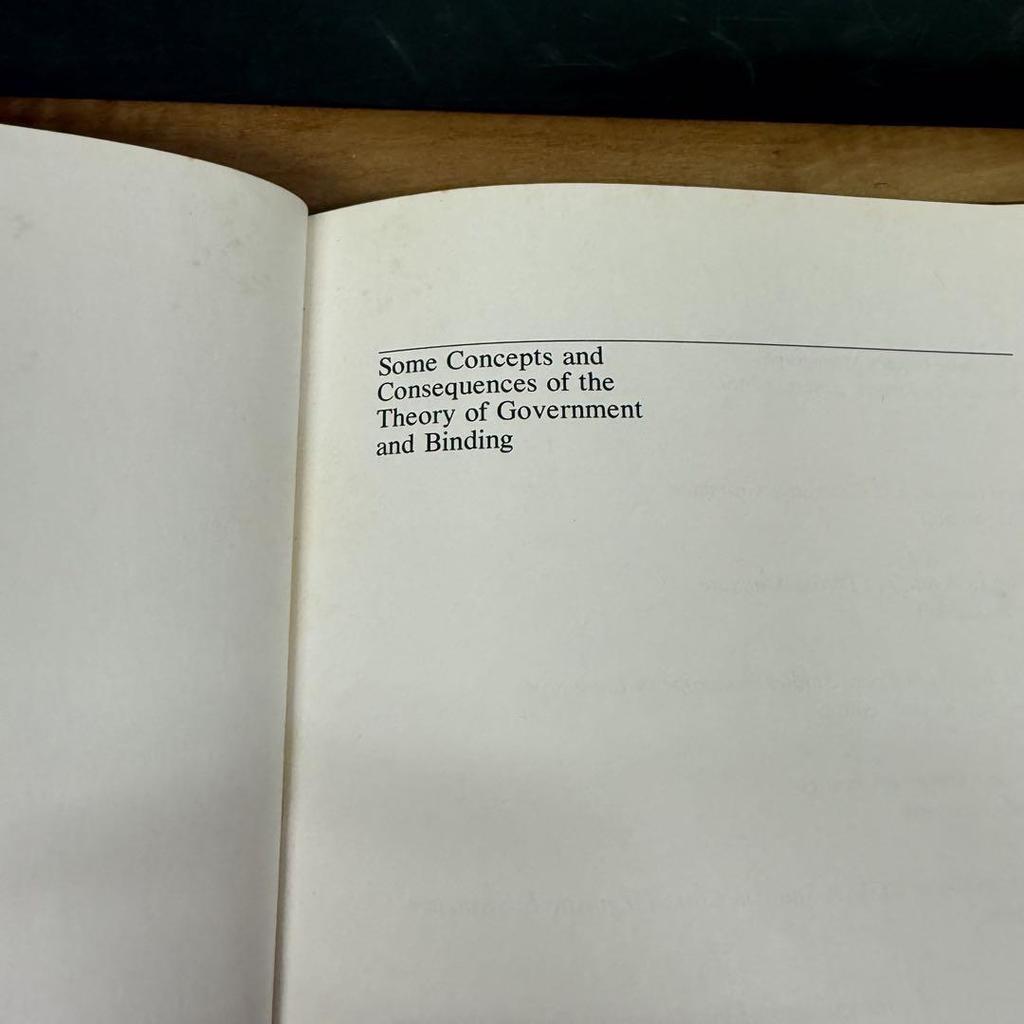 Some Concepts and
Consequences of the
Theory of Government
and Binding